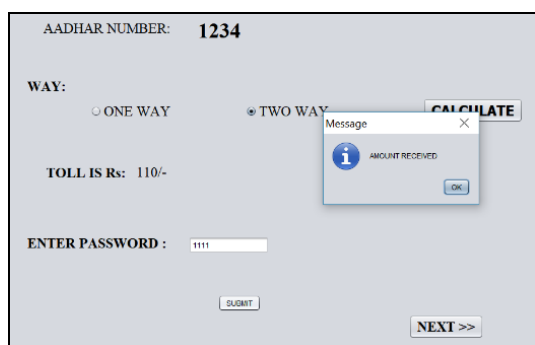 AADHAR NUMBER: 1234
WAY:
ONE WAY TWO WAY CALCULATE
Message
AMOUNT RECEIVED
OK
TOLL IS Rs: 110/-
ENTER PASSWORD : 1111
SUBMIT
NEXT >>